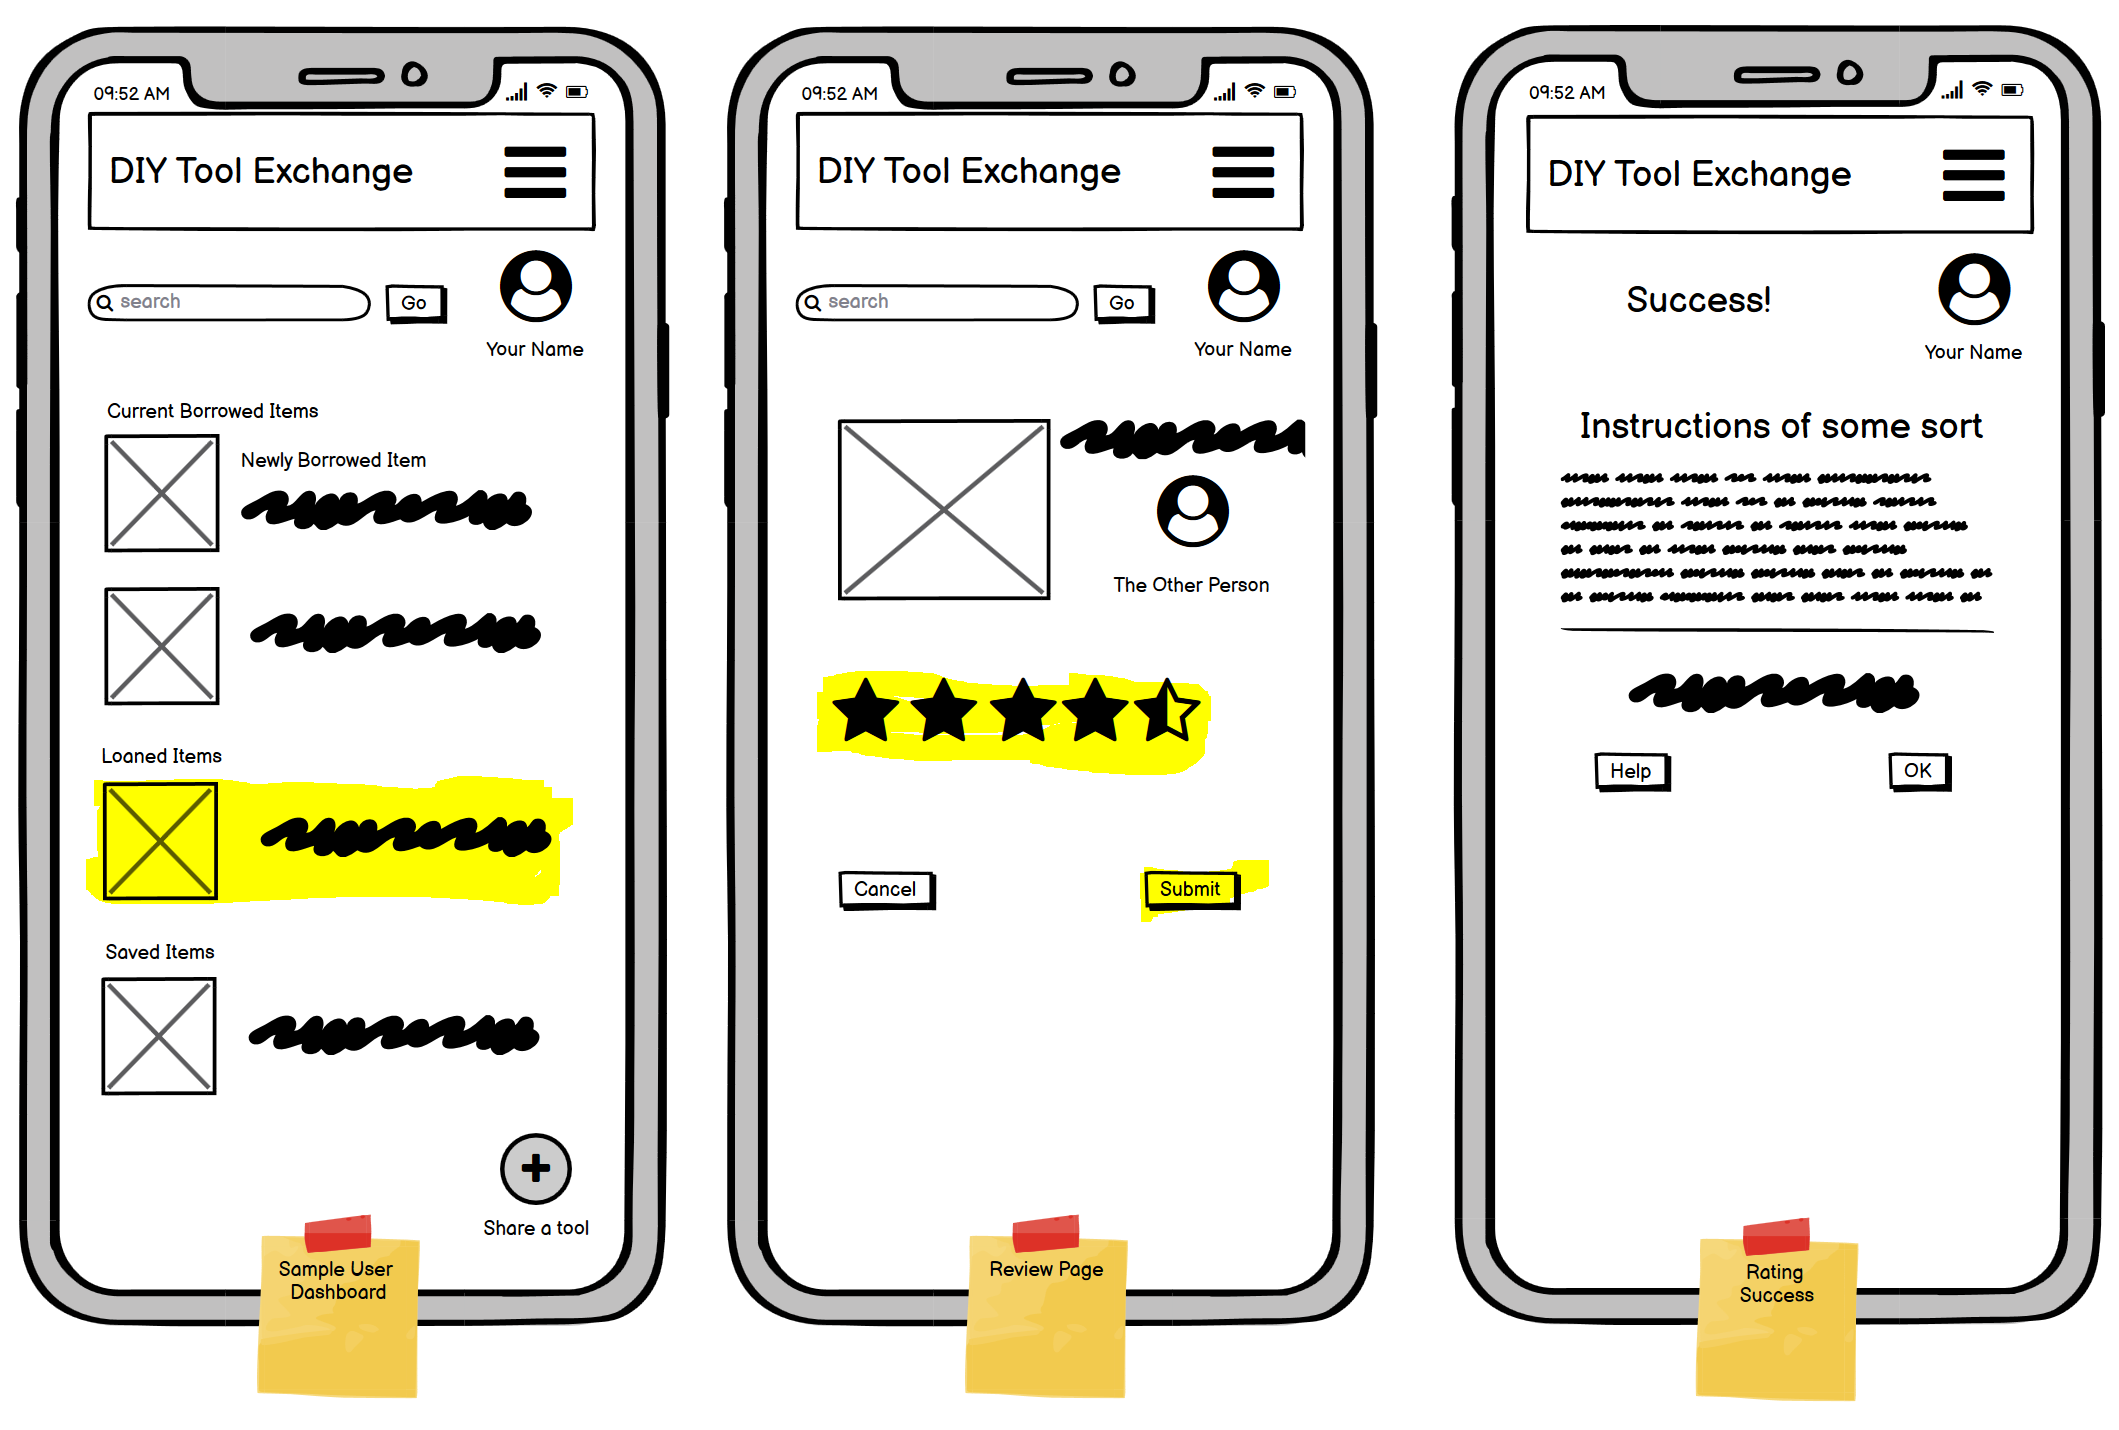 09:52 AM
DIY Tool Exchange
search
Go
Your Name
Current Borrowed Items
Newly Borrowed Item
Loaned Items
Saved Items
Share a tool
Sample User
Dashboard
09:52 AM
DIY Tool Exchange
search
Go
Your Name
The Other Person
Cancel
Submit
Review Page
09:52 AM
DIY Tool Exchange
Success!
Your Name
Instructions of some sort
Help
OK
Rating
Success